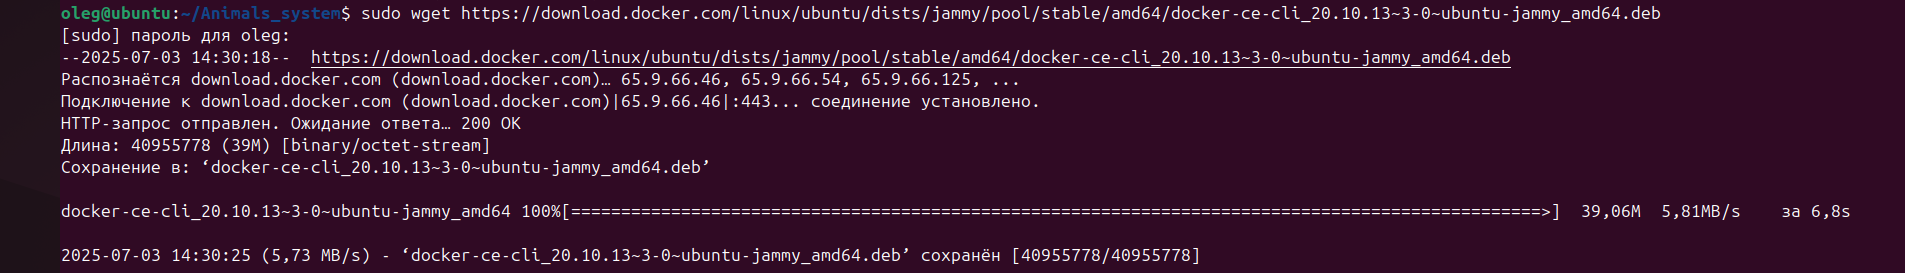 oleg@ubuntu:~/Animals_system$ sudo wget https://download.docker.com/linux/ubuntu/dists/jammy/pool/stable/amd64/docker-ce-cli_20.10.13~3-0~ubuntu-jammy_amd64.deb
[sudo] пароль для oleg:
--2025-07-03 14:30:18--  https://download.docker.com/linux/ubuntu/dists/jammy/pool/stable/amd64/docker-ce-cli_20.10.13~3-0~ubuntu-jammy_amd64.deb
Распознаётся download.docker.com (download.docker.com)… 65.9.66.46, 65.9.66.54, 65.9.66.125, ...
Подключение к download.docker.com (download.docker.com)|65.9.66.46|:443... соединение установлено.
HTTP-запрос отправлен. Ожидание ответа… 200 OK
Длина: 40955778 (39M) [binary/octet-stream]
Сохранение в: ‘docker-ce-cli_20.10.13~3-0~ubuntu-jammy_amd64.deb’
docker-ce-cli_20.10.13~3-0~ubuntu-jammy_amd64 100%[=================================================================================================>]  39,06M  5,81MB/s    за 6,8s
2025-07-03 14:30:25 (5,73 MB/s) - ‘docker-ce-cli_20.10.13~3-0~ubuntu-jammy_amd64.deb’ сохранён [40955778/40955778]